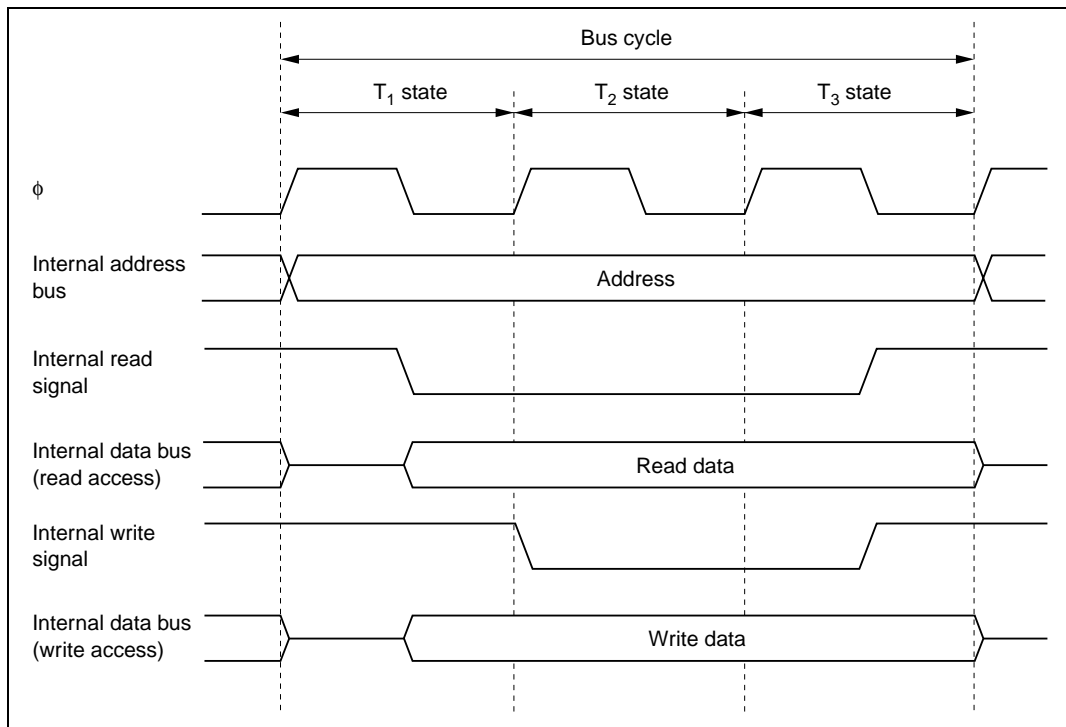 Bus cycle
T₁ state
T₂ state
T₃ state
ϕ
Internal address
bus
Address
Internal read
signal
Internal data bus
(read access)
Read data
Internal write
signal
Internal data bus
(write access)
Write data